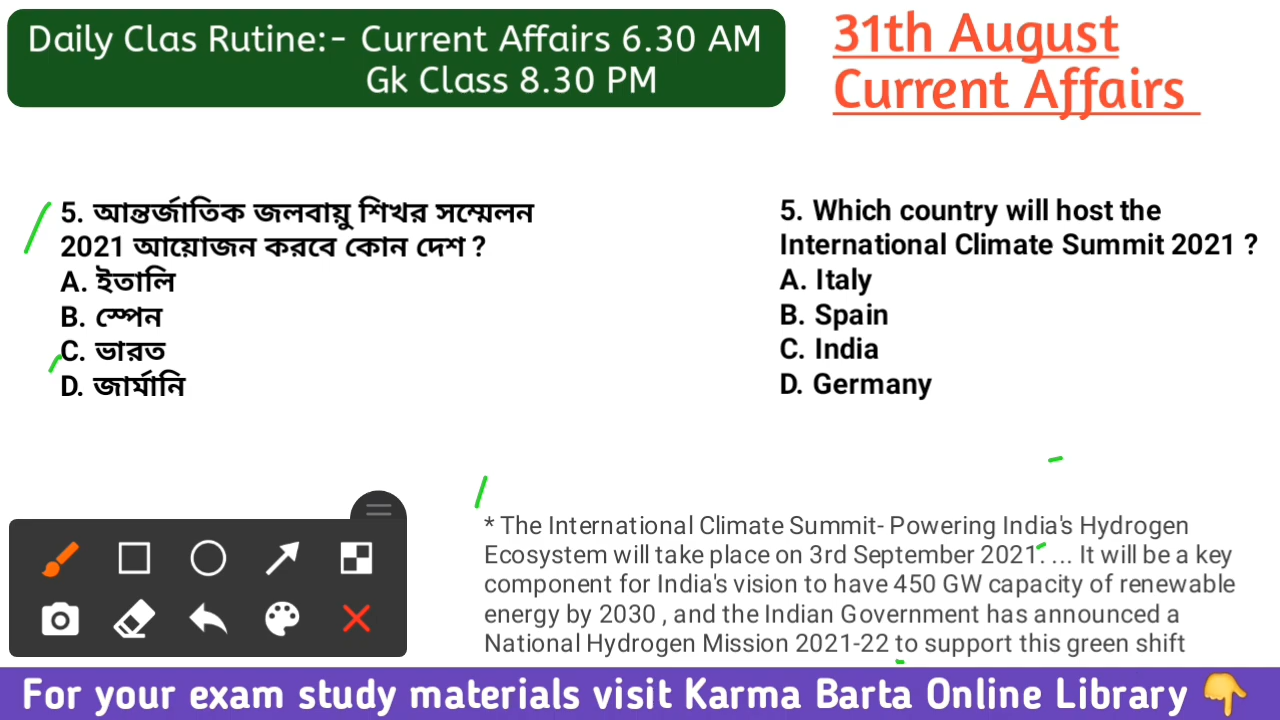 Daily Clas Rutine:- Current Affairs 6.30 AM
Gk Class 8.30 PM
31th August
Current Affairs
5. আন্তর্জাতিক জলবায়ু শিখর সম্মেলন
2021 আয়োজন করবে কোন দেশ ?
A. ইতালি
B. স্পেন
C. ভারত
D. জার্মানি
5. Which country will host the
International Climate Summit 2021 ?
A. Italy
B. Spain
C. India
D. Germany
* The International Climate Summit- Powering India's Hydrogen
Ecosystem will take place on 3rd September 2021. ... It will be a key
component for India's vision to have 450 GW capacity of renewable
energy by 2030 , and the Indian Government has announced a
National Hydrogen Mission 2021-22 to support this green shift
For your exam study materials visit Karma Barta Online Library 👇